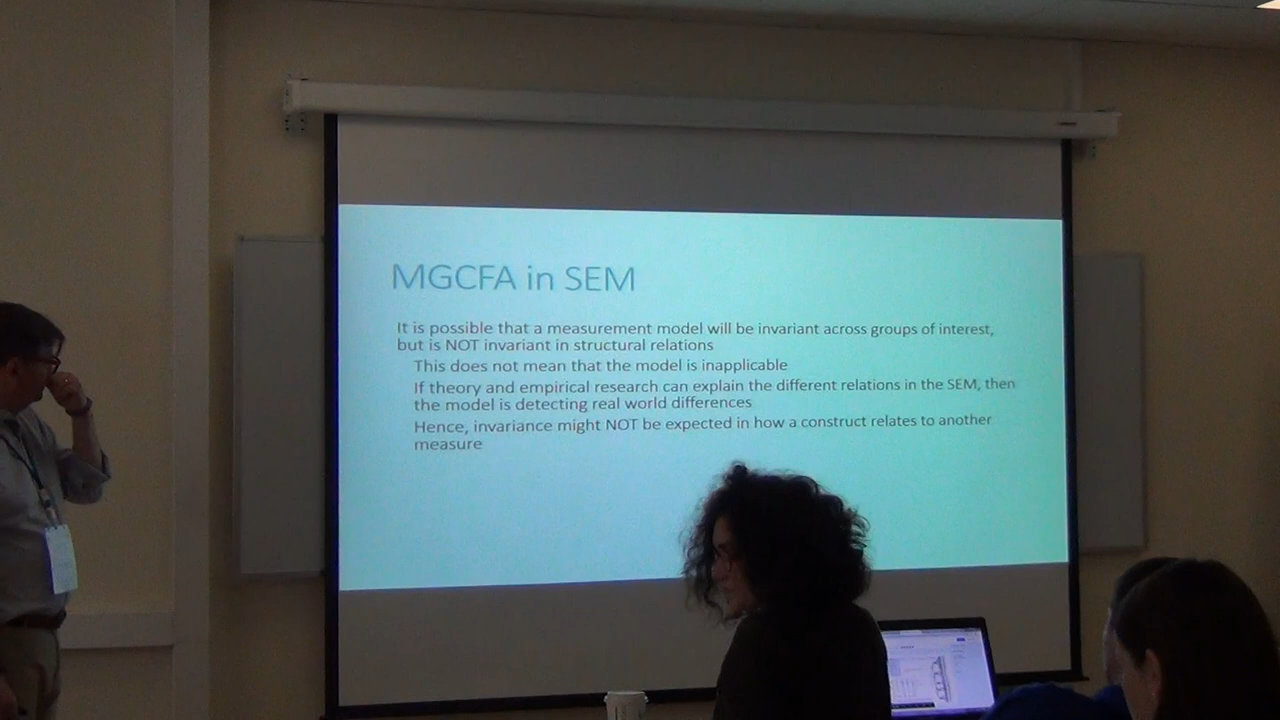 MGCFA in SEM
It is possible that a measurement model will be invariant across groups of interest,
but is NOT invariant in structural relations
This does not mean that the model is inapplicable
If theory and empirical research can explain the different relations in the SEM, then
the model is detecting real world differences
Hence, invariance might NOT be expected in how a construct relates to another
measure